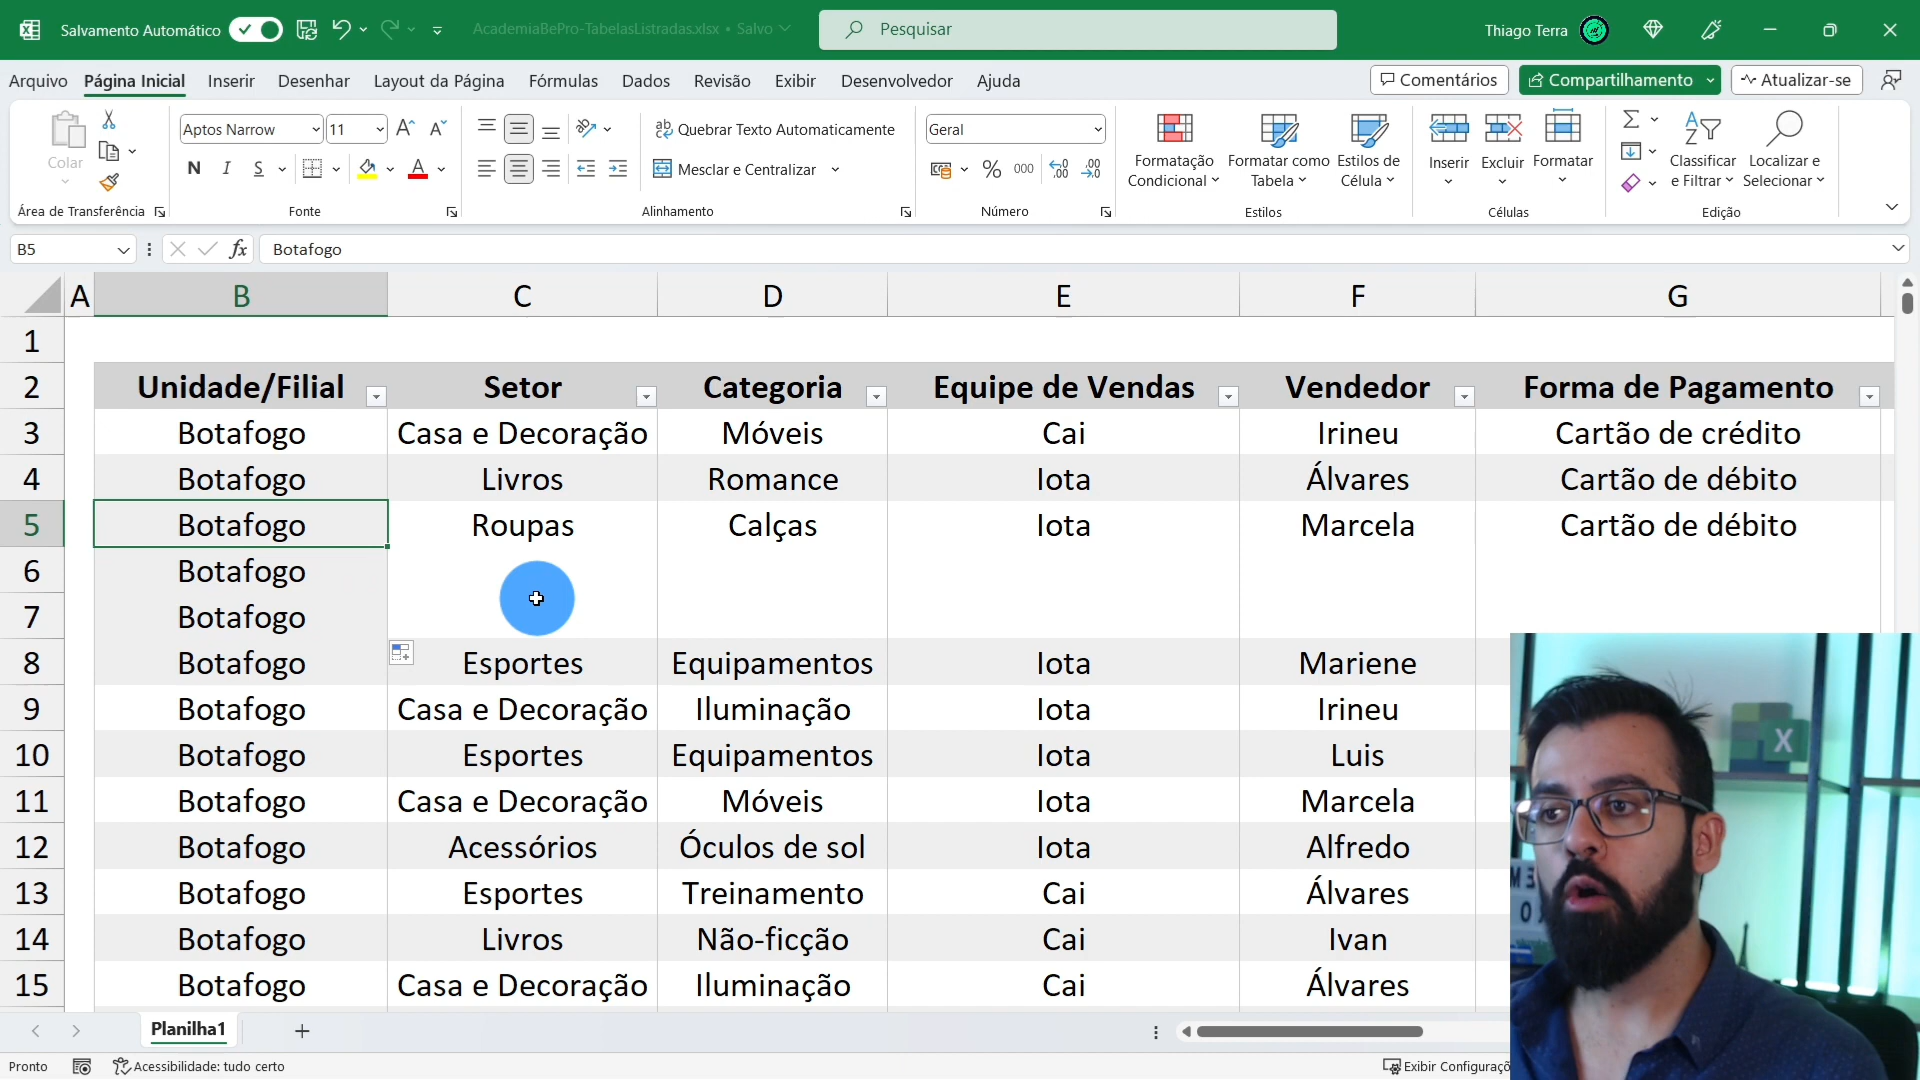 Salvamento Automático
AcademiaBePro-TabelasListradas.xlsx • Salvo
Pesquisar
Thiago Terra
Arquivo Página Inicial Inserir Desenhar Layout da Página Fórmulas Dados Revisão Exibir Desenvolvedor Ajuda
Comentários Compartilhamento Atualizar-se
Colar
Área de Transferência
Aptos Narrow 11
N I S
Fonte
Quebrar Texto Automaticamente
Mesclar e Centralizar
Alinhamento
Geral
% 000
Número
Formatação Condicional
Formatar como Tabela
Estilos de Célula
Estilos
Inserir Excluir Formatar
Células
Classificar e Filtrar
Localizar e Selecionar
Edição
B5 fx Botafogo
A B C D E F G
1
2 Unidade/Filial Setor Categoria Equipe de Vendas Vendedor Forma de Pagamento
3 Botafogo Casa e Decoração Móveis Cai Irineu Cartão de crédito
4 Botafogo Livros Romance Iota Álvares Cartão de débito
5 Botafogo Roupas Calças Iota Marcela Cartão de débito
6 Botafogo
7 Botafogo
8 Botafogo Esportes Equipamentos Iota Mariene
9 Botafogo Casa e Decoração Iluminação Iota Irineu
10 Botafogo Esportes Equipamentos Iota Luis
11 Botafogo Casa e Decoração Móveis Iota Marcela
12 Botafogo Acessórios Óculos de sol Iota Alfredo
13 Botafogo Esportes Treinamento Cai Álvares
14 Botafogo Livros Não-ficção Cai Ivan
15 Botafogo Casa e Decoração Iluminação Cai Álvares
Planilha1
Pronto Acessibilidade: tudo certo
Exibir Configuraçõ